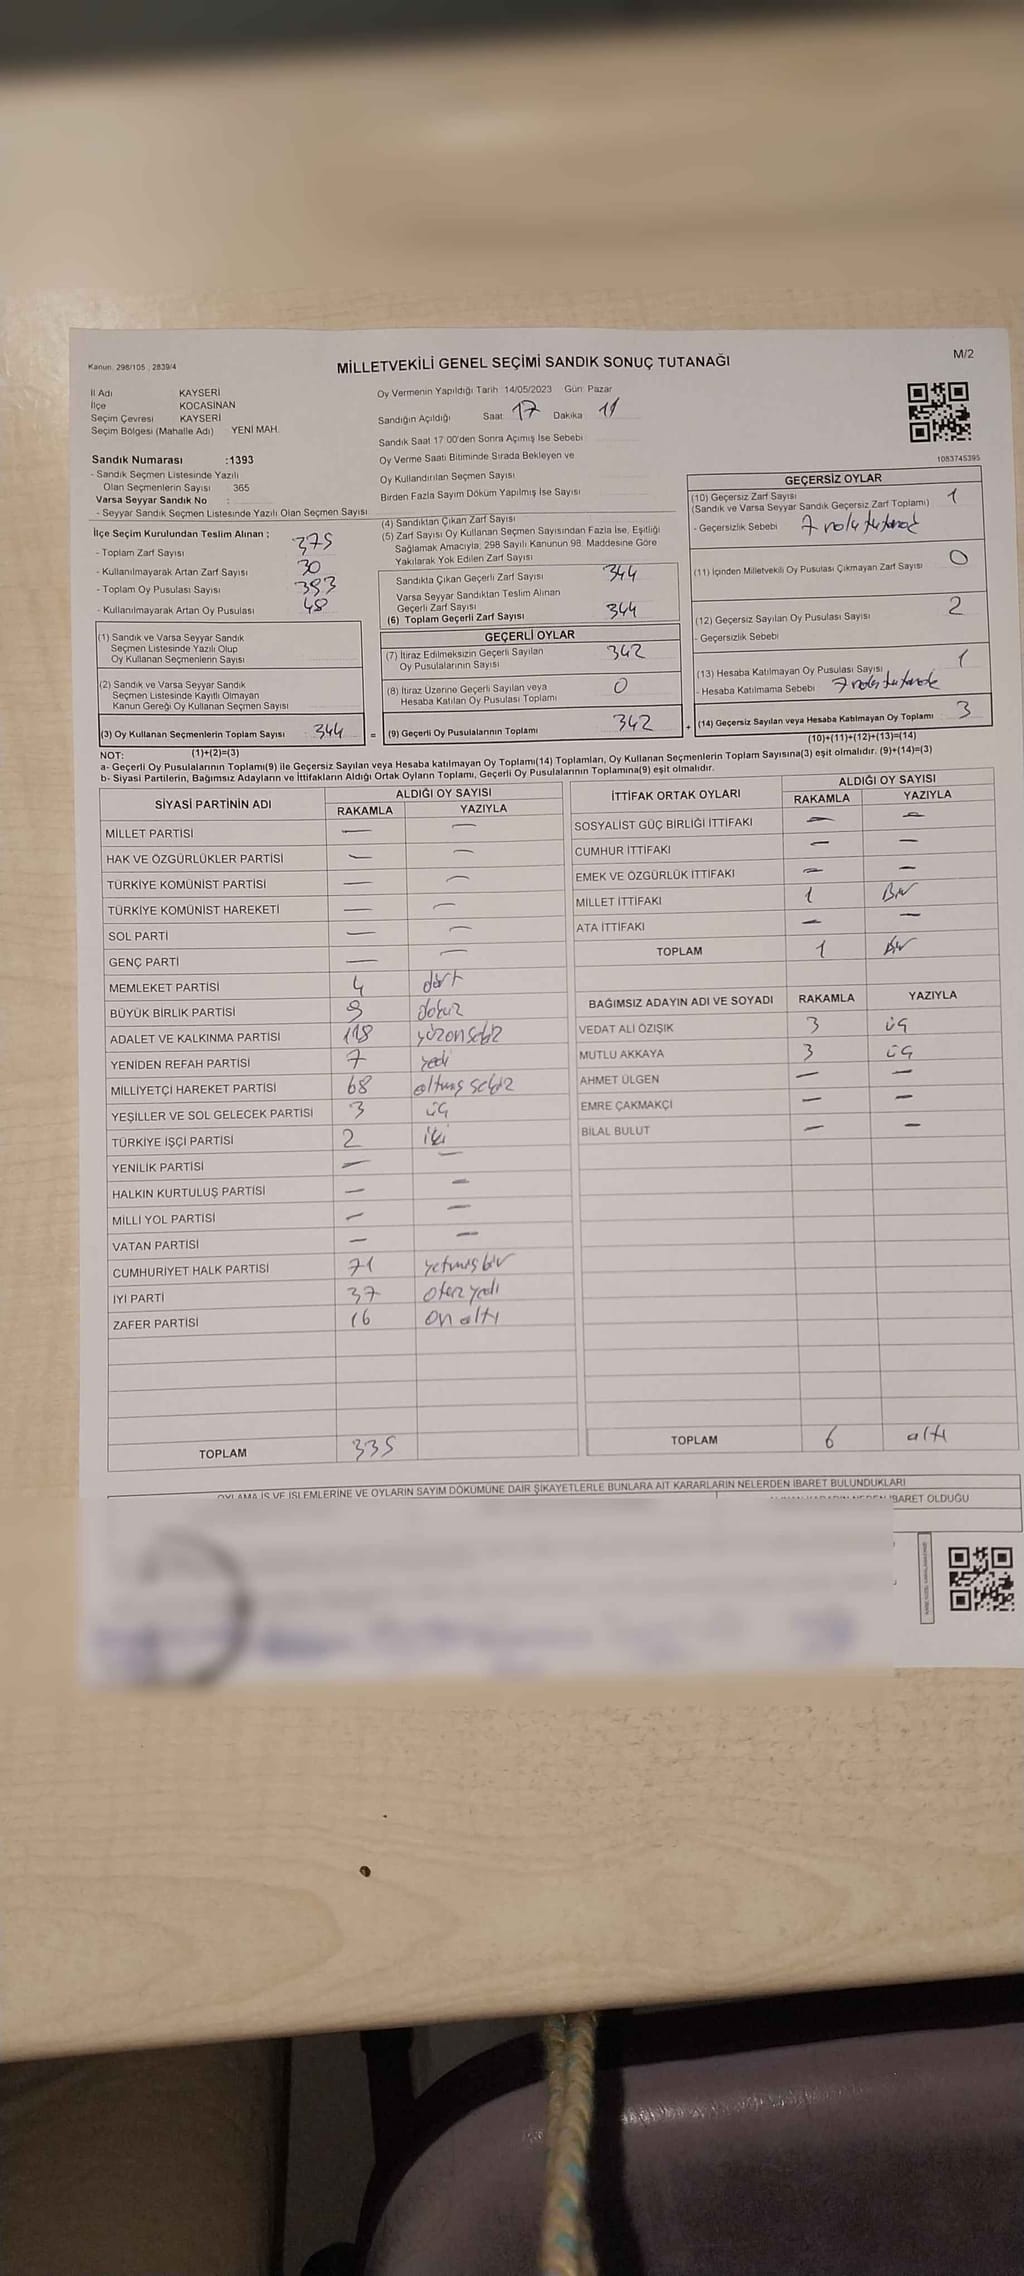 Kanun: 298/105 , 2839/4
MİLLETVEKİLİ GENEL SEÇİMİ SANDIK SONUÇ TUTANAĞI
M/2
İl Adı KAYSERİ
İlçe KOCASİNAN
Seçim Çevresi KAYSERİ
Seçim Bölgesi (Mahalle Adı) YENİ MAH.
Sandık Numarası :1393
- Sandık Seçmen Listesinde Yazılı
Olan Seçmenlerin Sayısı 365
Varsa Seyyar Sandık No :
- Seyyar Sandık Seçmen Listesinde Yazılı Olan Seçmen Sayısı
Oy Vermenin Yapıldığı Tarih 14/05/2023 Gün: Pazar
Sandığın Açıldığı Saat 17 Dakika 11
Sandık Saat 17:00'den Sonra Açımış İse Sebebi
Oy Verme Saati Bitiminde Sırada Bekleyen ve
Oy Kullandırılan Seçmen Sayısı
Birden Fazla Sayım Döküm Yapılmış İse Sayısı
1083745395
İlçe Seçim Kurulundan Teslim Alınan ;
- Toplam Zarf Sayısı 375
- Kullanılmayarak Artan Zarf Sayısı 30
- Toplam Oy Pusulası Sayısı 393
- Kullanılmayarak Artan Oy Pusulası 48
(4) Sandıktan Çıkan Zarf Sayısı
(5) Zarf Sayısı Oy Kullanan Seçmen Sayısından Fazla İse, Eşitliği
Sağlamak Amacıyla, 298 Sayılı Kanunun 98. Maddesine Göre
Yakılarak Yok Edilen Zarf Sayısı
Sandıkta Çıkan Geçerli Zarf Sayısı 344
Varsa Seyyar Sandıktan Teslim Alınan
Geçerli Zarf Sayısı
(6) Toplam Geçerli Zarf Sayısı 344
GEÇERSİZ OYLAR
(10) Geçersiz Zarf Sayısı 1
(Sandık ve Varsa Seyyar Sandık Geçersiz Zarf Toplamı)
- Geçersizlik Sebebi 7 nolu tutanak
(11) İçinden Milletvekili Oy Pusulası Çıkmayan Zarf Sayısı 0
(12) Geçersiz Sayılan Oy Pusulası Sayısı 2
- Geçersizlik Sebebi
(13) Hesaba Katılmayan Oy Pusulası Sayısı 1
- Hesaba Katılmama Sebebi 7 nolu tutanak
(14) Geçersiz Sayılan veya Hesaba Katılmayan Oy Toplamı 3
(10)+(11)+(12)+(13)=(14)
(1) Sandık ve Varsa Seyyar Sandık
Seçmen Listesinde Yazılı Olup
Oy Kullanan Seçmenlerin Sayısı
(2) Sandık ve Varsa Seyyar Sandık
Seçmen Listesinde Kayıtlı Olmayan
Kanun Gereği Oy Kullanan Seçmen Sayısı
(3) Oy Kullanan Seçmenlerin Toplam Sayısı 344 =
GEÇERLİ OYLAR
(7) İtiraz Edilmeksizin Geçerli Sayılan
Oy Pusulalarının Sayısı 342
(8) İtiraz Üzerine Geçerli Sayılan veya
Hesaba Katılan Oy Pusulası Toplamı 0
(9) Geçerli Oy Pusulalarının Toplamı 342 +
NOT: (1)+(2)=(3)
a- Geçerli Oy Pusulalarının Toplamı(9) ile Geçersiz Sayılan veya Hesaba katılmayan Oy Toplamı(14) Toplamları, Oy Kullanan Seçmenlerin Toplam Sayısına(3) eşit olmalıdır. (9)+(14)=(3)
b- Siyasi Partilerin, Bağımsız Adayların ve İttifakların Aldığı Ortak Oyların Toplamı, Geçerli Oy Pusulalarının Toplamına(9) eşit olmalıdır.
SİYASİ PARTİNİN ADI ALDIĞI OY SAYISI
RAKAMLA YAZIYLA
MİLLET PARTİSİ — —
HAK VE ÖZGÜRLÜKLER PARTİSİ — —
TÜRKİYE KOMÜNİST PARTİSİ — —
TÜRKİYE KOMÜNİST HAREKETİ — —
SOL PARTİ — —
GENÇ PARTİ — —
MEMLEKET PARTİSİ 4 dört
BÜYÜK BİRLİK PARTİSİ 9 dokuz
ADALET VE KALKINMA PARTİSİ 118 yüzonsekiz
YENİDEN REFAH PARTİSİ 7 yedi
MİLLİYETÇİ HAREKET PARTİSİ 68 altmış sekiz
YEŞİLLER VE SOL GELECEK PARTİSİ 3 üç
TÜRKİYE İŞÇİ PARTİSİ 2 iki
YENİLİK PARTİSİ — —
HALKIN KURTULUŞ PARTİSİ — —
MİLLİ YOL PARTİSİ — —
VATAN PARTİSİ — —
CUMHURİYET HALK PARTİSİ 71 yetmiş bir
İYİ PARTİ 37 otuz yedi
ZAFER PARTİSİ 16 on altı
TOPLAM 335
İTTİFAK ORTAK OYLARI ALDIĞI OY SAYISI
RAKAMLA YAZIYLA
SOSYALİST GÜÇ BİRLİĞİ İTTİFAKI — —
CUMHUR İTTİFAKI — —
EMEK VE ÖZGÜRLÜK İTTİFAKI — —
MİLLET İTTİFAKI 1 Bir
ATA İTTİFAKI — —
TOPLAM 1 Bir
BAĞIMSIZ ADAYIN ADI VE SOYADI RAKAMLA YAZIYLA
VEDAT ALİ ÖZIŞIK 3 üç
MUTLU AKKAYA 3 üç
AHMET ÜLGEN — —
EMRE ÇAKMAKÇI — —
BİLAL BULUT — —
TOPLAM 6 altı
OYLAMA İŞ VE İŞLEMLERİNE VE OYLARIN SAYIM DÖKÜMÜNE DAİR ŞİKAYETLERLE BUNLARA AİT KARARLARIN NELERDEN İBARET BULUNDUKLARI
İBARET OLDUĞU